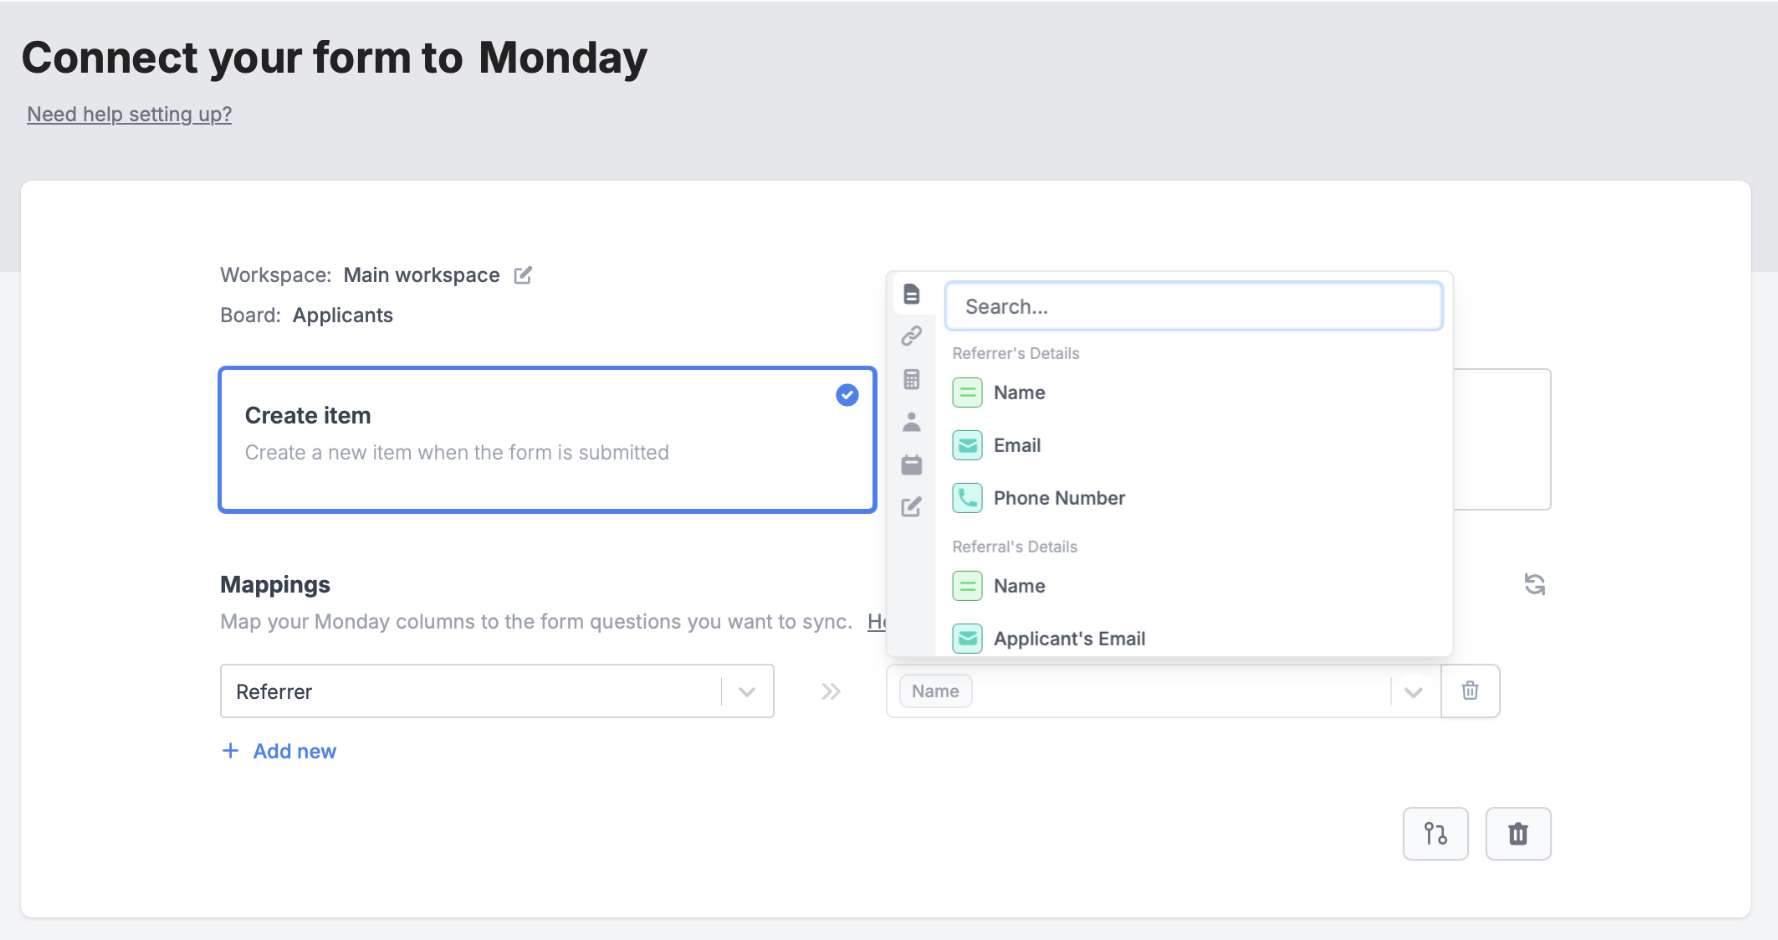 Connect your form to Monday
Need help setting up?
Workspace: Main workspace
Board: Applicants
Create item
Create a new item when the form is submitted
Search...
Referrer's Details
Name
Email
Phone Number
Referral's Details
Name
Applicant's Email
Mappings
Map your Monday columns to the form questions you want to sync.
Referrer
Name
+ Add new